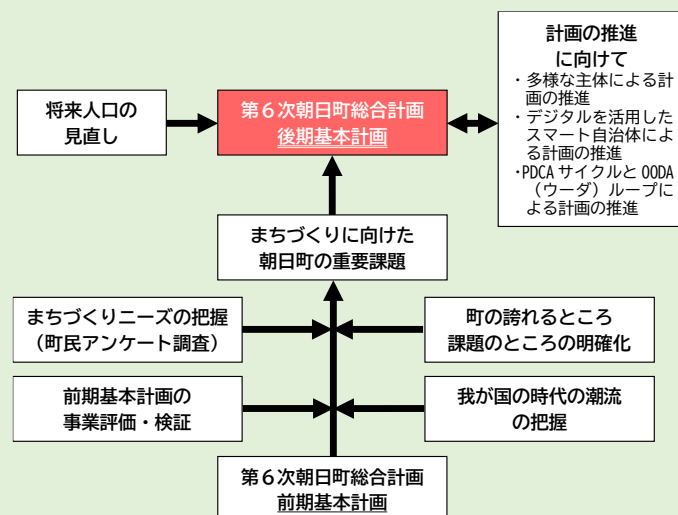 将来人口の
見直し
第６次朝日町総合計画
後期基本計画
計画の推進
に向けて
・多様な主体による計
画の推進
・デジタルを活用した
スマート自治体によ
る計画の推進
・PDCA サイクルと OODA
（ウーダ）ループに
よる計画の推進
まちづくりに向けた
朝日町の重要課題
まちづくりニーズの把握
（町民アンケート調査）
町の誇れるところ
課題のところの明確化
前期基本計画の
事業評価・検証
我が国の時代の潮流
の把握
第６次朝日町総合計画
前期基本計画